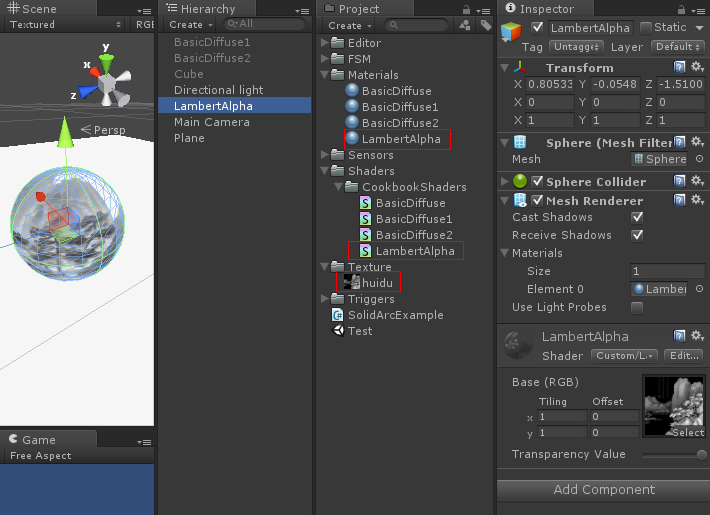 Scene
Textured RGB
y
x
z
Persp
Game
Free Aspect
Hierarchy
Create All
BasicDiffuse1
BasicDiffuse2
Cube
Directional light
LambertAlpha
Main Camera
Plane
Project
Create
Editor
FSM
Materials
BasicDiffuse
BasicDiffuse1
BasicDiffuse2
LambertAlpha
Sensors
Shaders
CookbookShaders
S BasicDiffuse
S BasicDiffuse1
S BasicDiffuse2
S LambertAlpha
Texture
huidu
Triggers
SolidArcExample
Test
Inspector
LambertAlpha Static
Tag Untagge Layer Default
Transform
X 0.80533 Y -0.0548 Z -1.5100
X 0 Y 0 Z 0
X 1 Y 1 Z 1
Sphere (Mesh Filter
Mesh Sphere
Sphere Collider
Mesh Renderer
Cast Shadows
Receive Shadows
Materials
Size 1
Element 0 Lamber
Use Light Probes
LambertAlpha
Shader Custom/L Edit...
Base (RGB)
Tiling Offset
x 1 0
y 1 0
Select
Transparency Value
Add Component